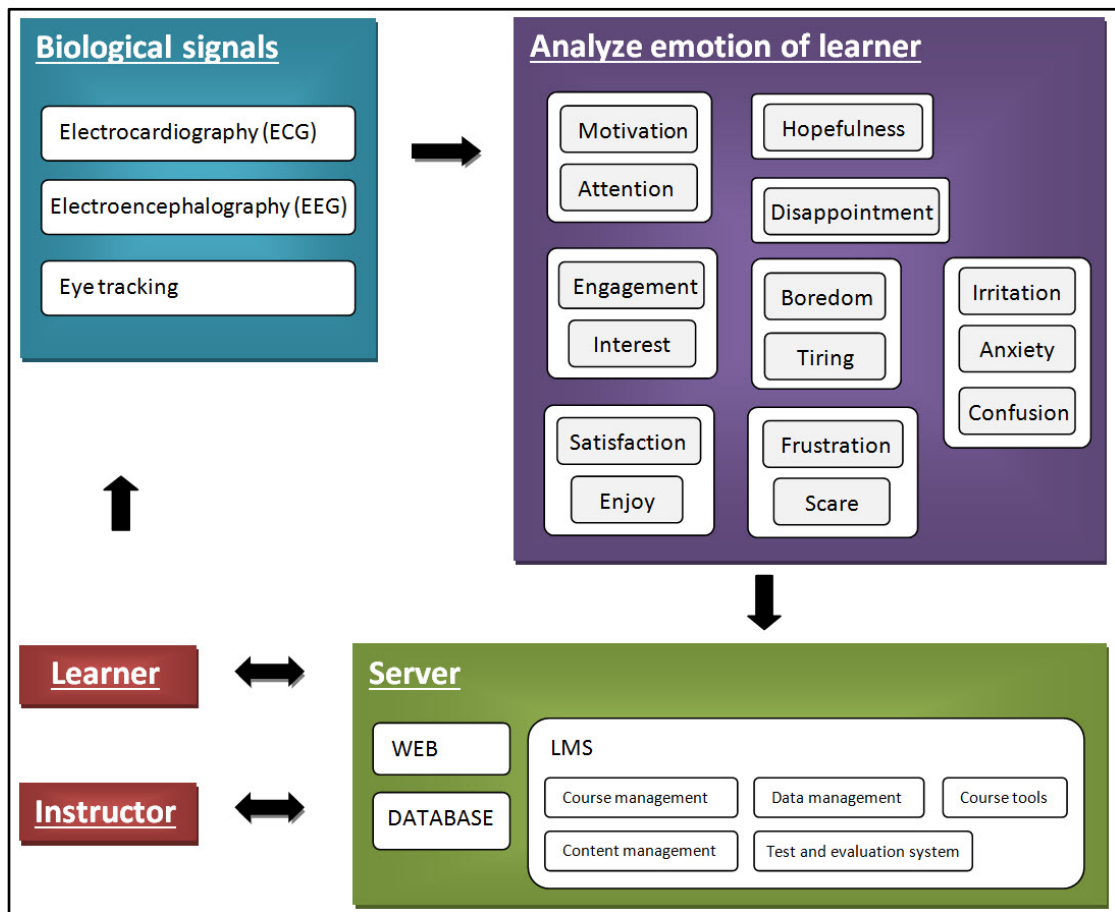 Biological signals
Electrocardiography (ECG)
Electroencephalography (EEG)
Eye tracking
Analyze emotion of learner
Motivation
Attention
Hopefulness
Disappointment
Engagement
Interest
Boredom
Tiring
Irritation
Anxiety
Confusion
Satisfaction
Enjoy
Frustration
Scare
Learner
Instructor
Server
WEB
DATABASE
LMS
Course management
Data management
Course tools
Content management
Test and evaluation system